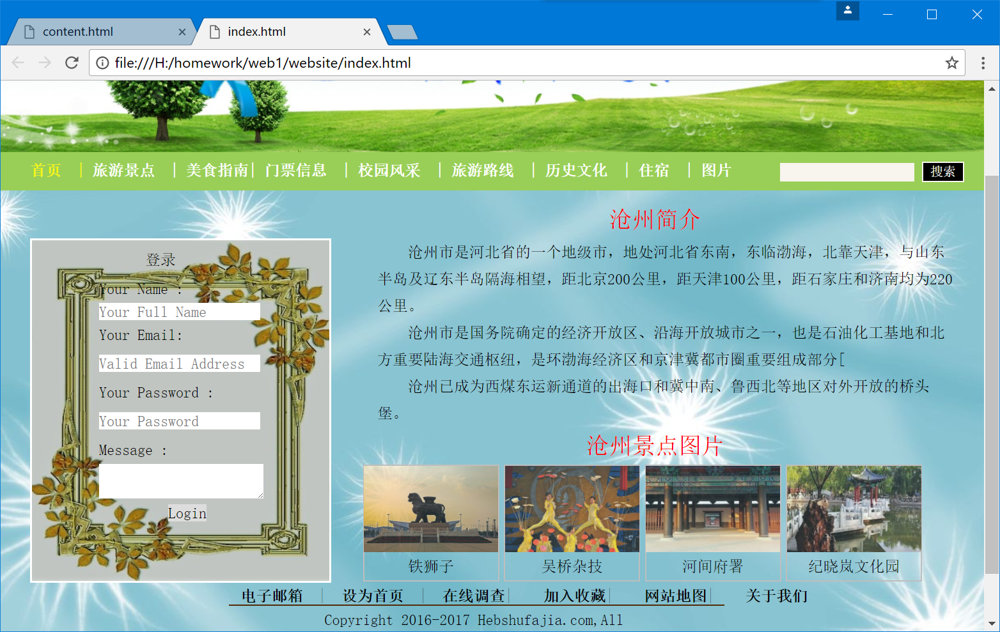 content.html
index.html
file:///H:/homework/web1/website/index.html
首页 | 旅游景点 | 美食指南 | 门票信息 | 校园风采 | 旅游路线 | 历史文化 | 住宿 | 图片
搜索
登录
Your Name :
Your Full Name
Your Email:
Valid Email Address
Your Password :
Your Password
Message :
Login
沧州简介
沧州市是河北省的一个地级市，地处河北省东南，东临渤海，北靠天津，与山东
半岛及辽东半岛隔海相望，距北京200公里，距天津100公里，距石家庄和济南均为220
公里。
沧州市是国务院确定的经济开放区、沿海开放城市之一，也是石油化工基地和北
方重要陆海交通枢纽，是环渤海经济区和京津冀都市圈重要组成部分[
沧州已成为西煤东运新通道的出海口和冀中南、鲁西北等地区对外开放的桥头
堡。
沧州景点图片
铁狮子 吴桥杂技 河间府署 纪晓岚文化园
电子邮箱 | 设为首页 | 在线调查 | 加入收藏 | 网站地图 | 关于我们
Copyright 2016-2017 Hebshufajia.com,All